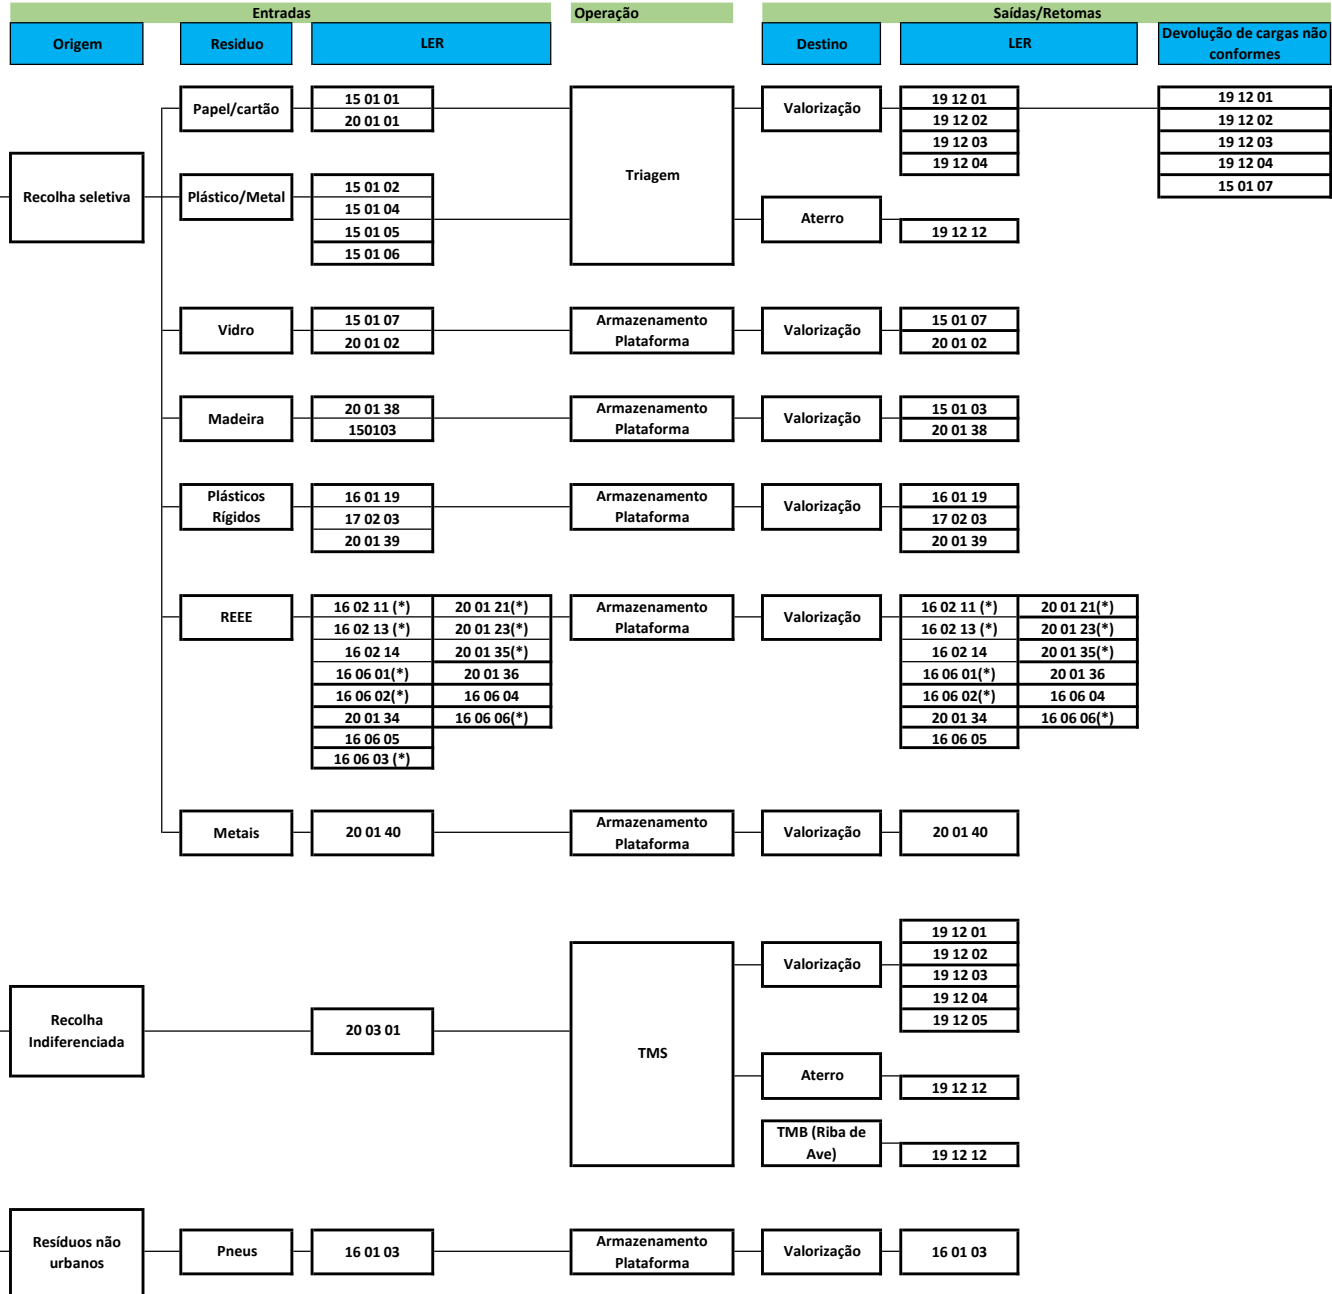 Entradas
Operação
Saídas/Retomas
Origem
Residuo
LER
Destino
LER
Devolução de cargas não
conformes
Recolha seletiva
Papel/cartão
15 01 01
20 01 01
Triagem
Valorização
19 12 01
19 12 02
19 12 03
19 12 04
19 12 01
19 12 02
19 12 03
19 12 04
15 01 07
Plástico/Metal
15 01 02
15 01 04
15 01 05
15 01 06
Aterro
19 12 12
Vidro
15 01 07
20 01 02
Armazenamento
Plataforma
Valorização
15 01 07
20 01 02
Madeira
20 01 38
150103
Armazenamento
Plataforma
Valorização
15 01 03
20 01 38
Plásticos
Rígidos
16 01 19
17 02 03
20 01 39
Armazenamento
Plataforma
Valorização
16 01 19
17 02 03
20 01 39
REEE
16 02 11 (*) 20 01 21(*)
16 02 13 (*) 20 01 23(*)
16 02 14 20 01 35(*)
16 06 01(*) 20 01 36
16 06 02(*) 16 06 04
20 01 34 16 06 06(*)
16 06 05
16 06 03 (*)
Armazenamento
Plataforma
Valorização
16 02 11 (*) 20 01 21(*)
16 02 13 (*) 20 01 23(*)
16 02 14 20 01 35(*)
16 06 01(*) 20 01 36
16 06 02(*) 16 06 04
20 01 34 16 06 06(*)
16 06 05
Metais
20 01 40
Armazenamento
Plataforma
Valorização
20 01 40
Recolha
Indiferenciada
20 03 01
TMS
Valorização
19 12 01
19 12 02
19 12 03
19 12 04
19 12 05
Aterro
19 12 12
TMB (Riba de
Ave)
19 12 12
Resíduos não
urbanos
Pneus
16 01 03
Armazenamento
Plataforma
Valorização
16 01 03